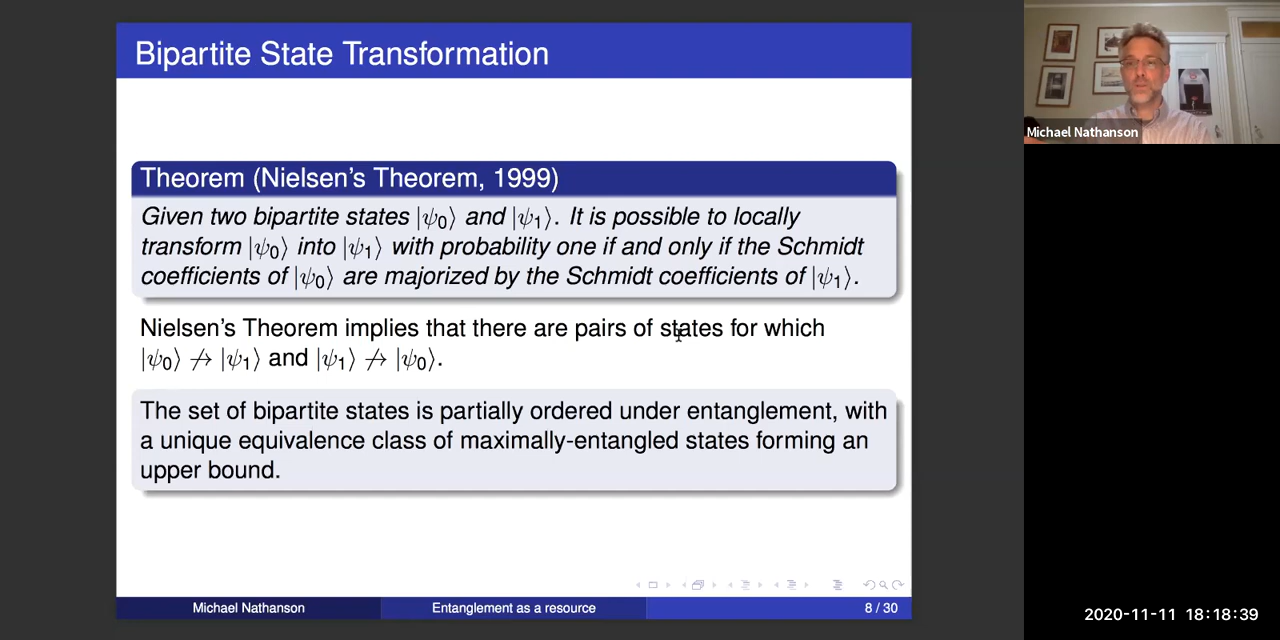 Bipartite State Transformation
Theorem (Nielsen's Theorem, 1999)
Given two bipartite states |ψ₀⟩ and |ψ₁⟩. It is possible to locally
transform |ψ₀⟩ into |ψ₁⟩ with probability one if and only if the Schmidt
coefficients of |ψ₀⟩ are majorized by the Schmidt coefficients of |ψ₁⟩.
Nielsen's Theorem implies that there are pairs of states for which
|ψ₀⟩ ↛ |ψ₁⟩ and |ψ₁⟩ ↛ |ψ₀⟩.
The set of bipartite states is partially ordered under entanglement, with
a unique equivalence class of maximally-entangled states forming an
upper bound.
Michael Nathanson
Entanglement as a resource
8 / 30
Michael Nathanson
2020-11-11 18:18:39